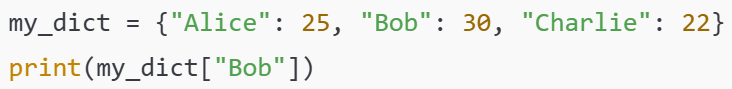 my_dict = {"Alice": 25, "Bob": 30, "Charlie": 22}
print(my_dict["Bob"])